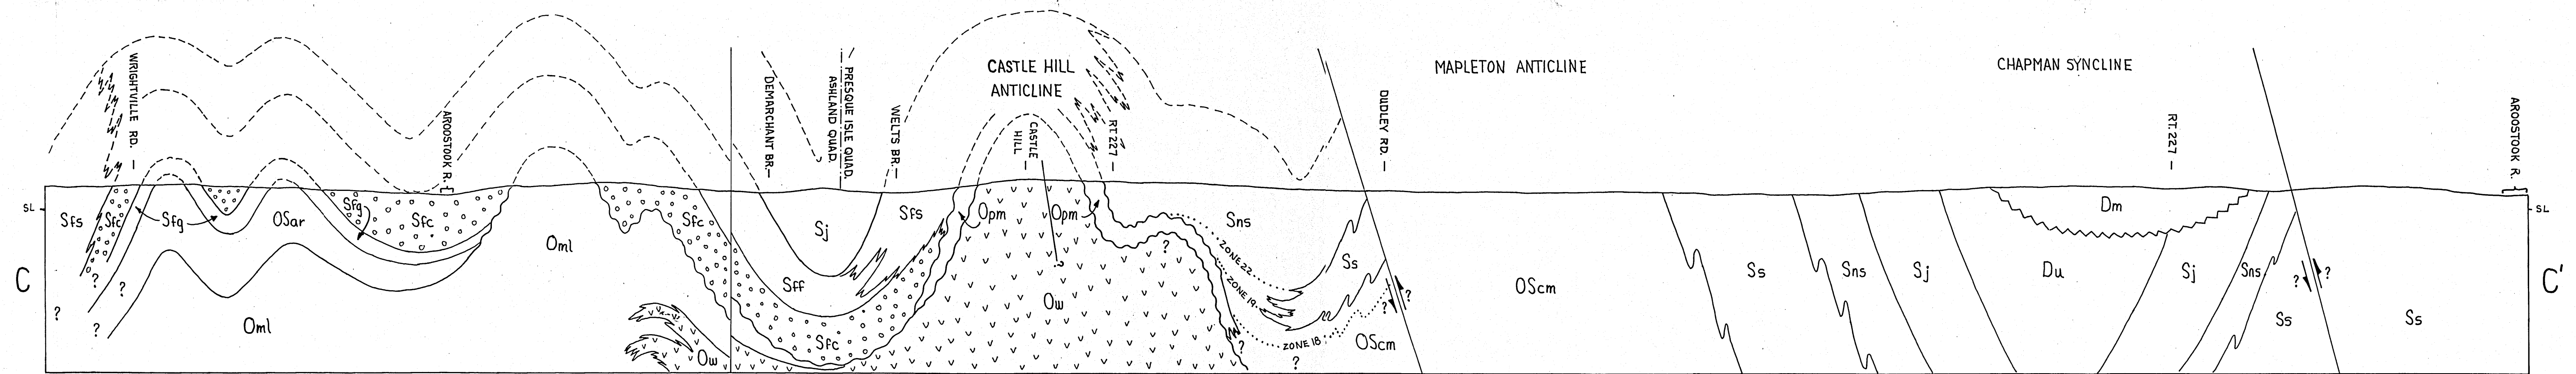 CASTLE HILL
ANTICLINE
MAPLETON ANTICLINE
CHAPMAN SYNCLINE
WRIGHTVILLE RD.
AROOSTOOK R.
DEMARCHANT BR.
PRESQUE ISLE QUAD.
ASHLAND QUAD.
WELTS BR.
CASTLE
HILL
RT. 227
DUDLEY RD.
RT. 227
AROOSTOOK R.
SL
SL
C
C'
Sfs
Sfc
Sfg
OSar
Sfg
Sfc
Oml
Sfc
Sj
Sfs
Opm
Opm
Sns
Ss
OScm
Ss
Sns
Sj
Dm
Du
Sj
Sns
Ss
Ss
Sff
Ow
?
ZONE 22
ZONE 19
ZONE 18
OScm
Oml
Ow
Sfc
?
?
?
?
?
?
?
?
?
?